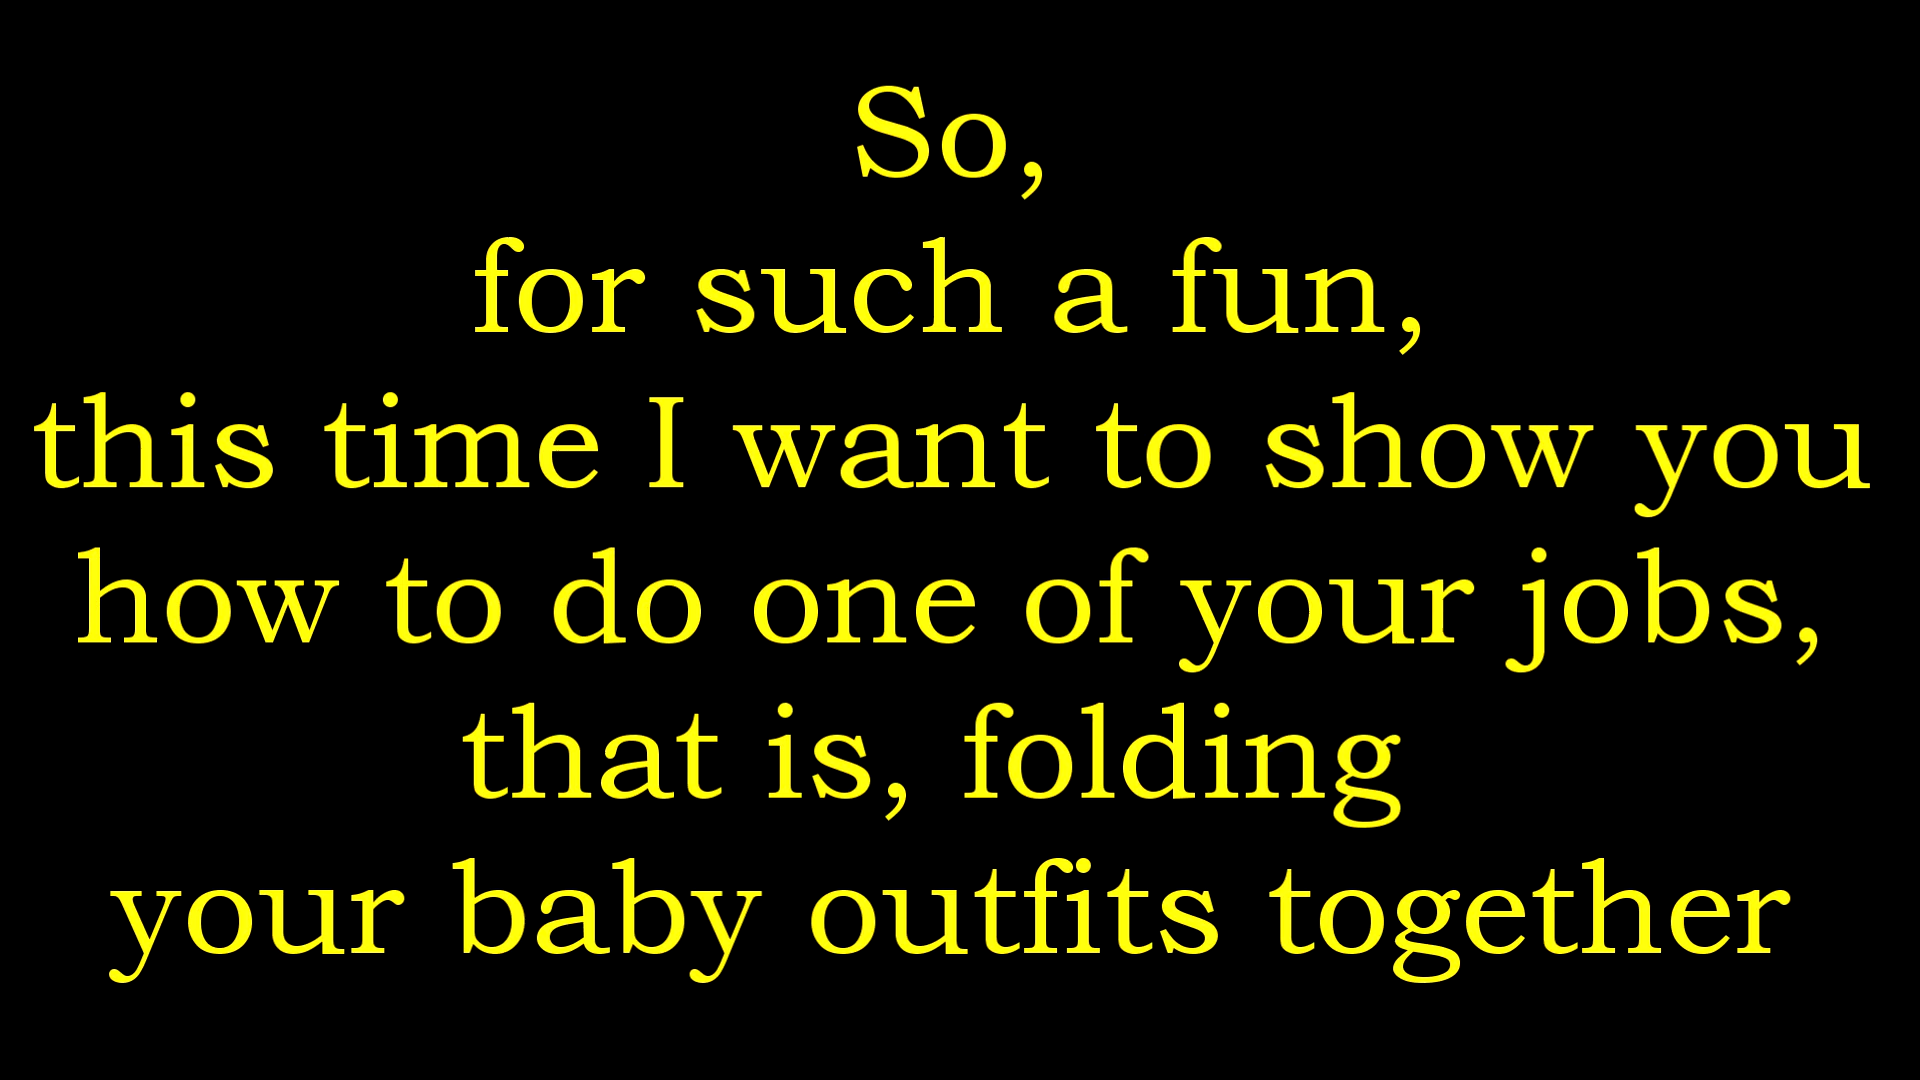 So,
for such a fun,
this time I want to show you
how to do one of your jobs,
that is, folding
your baby outfits together